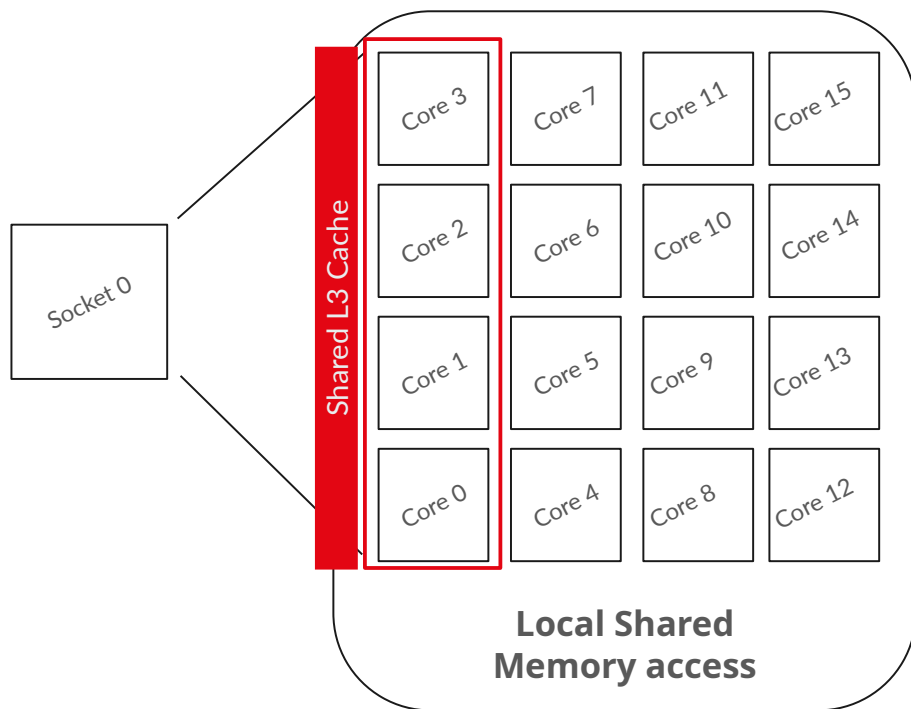 Socket 0
Shared L3 Cache
Core 3
Core 7
Core 11
Core 15
Core 2
Core 6
Core 10
Core 14
Core 1
Core 5
Core 9
Core 13
Core 0
Core 4
Core 8
Core 12
Local Shared
Memory access